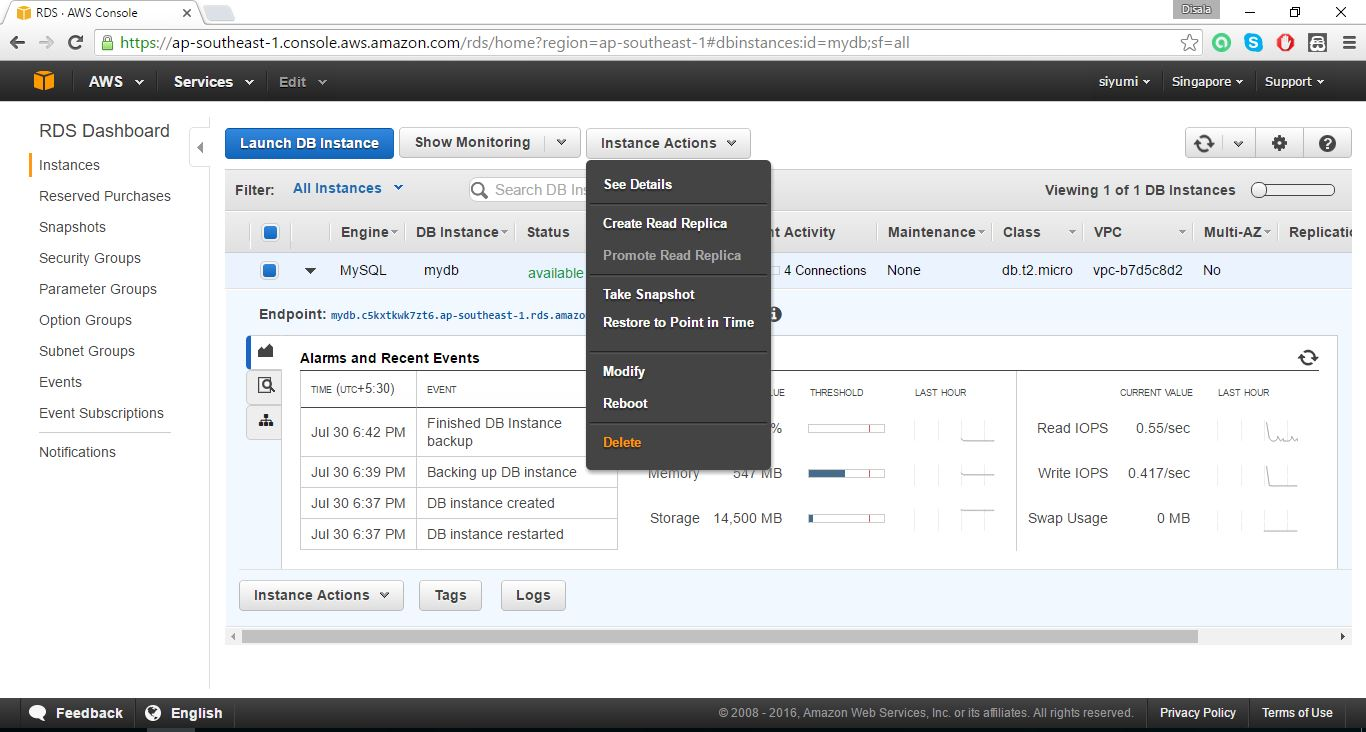 RDS · AWS Console
Disala
https://ap-southeast-1.console.aws.amazon.com/rds/home?region=ap-southeast-1#dbinstances:id=mydb;sf=all
AWS Services Edit siyumi Singapore Support
RDS Dashboard
Instances
Reserved Purchases
Snapshots
Security Groups
Parameter Groups
Option Groups
Subnet Groups
Events
Event Subscriptions
Notifications
Launch DB Instance Show Monitoring Instance Actions
See Details
Create Read Replica
Promote Read Replica
Take Snapshot
Restore to Point in Time
Modify
Reboot
Delete
Filter: All Instances Search DB Ins Viewing 1 of 1 DB Instances
Engine DB Instance Status nt Activity Maintenance Class VPC Multi-AZ Replicatio
MySQL mydb available 4 Connections None db.t2.micro vpc-b7d5c8d2 No
Endpoint: mydb.c5kxtkwk7zt6.ap-southeast-1.rds.amazo
Alarms and Recent Events
TIME (UTC+5:30) EVENT
Jul 30 6:42 PM Finished DB Instance
backup
Jul 30 6:39 PM Backing up DB instance
Jul 30 6:37 PM DB instance created
Jul 30 6:37 PM DB instance restarted
UE THRESHOLD LAST HOUR CURRENT VALUE LAST HOUR
% Read IOPS 0.55/sec
Memory 547 MB Write IOPS 0.417/sec
Storage 14,500 MB Swap Usage 0 MB
Instance Actions Tags Logs
Feedback English © 2008 - 2016, Amazon Web Services, Inc. or its affiliates. All rights reserved. Privacy Policy Terms of Use